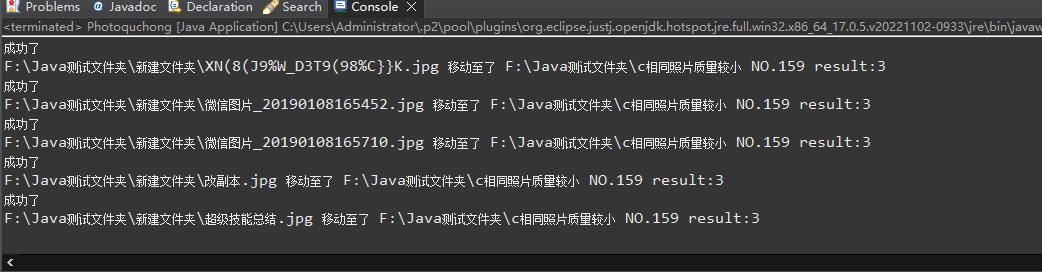 Problems @ Javadoc Declaration Search Console
<terminated> Photoquchong [Java Application] C:\Users\Administrator\.p2\pool\plugins\org.eclipse.justj.openjdk.hotspot.jre.full.win32.x86_64_17.0.5.v20221102-0933\jre\bin\javaw
成功了
F:\Java测试文件夹\新建文件夹\XN(8(J9%W_D3T9(98%C}}K.jpg 移动至了 F:\Java测试文件夹\c相同照片质量较小 NO.159 result:3
成功了
F:\Java测试文件夹\新建文件夹\微信图片_20190108165452.jpg 移动至了 F:\Java测试文件夹\c相同照片质量较小 NO.159 result:3
成功了
F:\Java测试文件夹\新建文件夹\微信图片_20190108165710.jpg 移动至了 F:\Java测试文件夹\c相同照片质量较小 NO.159 result:3
成功了
F:\Java测试文件夹\新建文件夹\改副本.jpg 移动至了 F:\Java测试文件夹\c相同照片质量较小 NO.159 result:3
成功了
F:\Java测试文件夹\新建文件夹\超级技能总结.jpg 移动至了 F:\Java测试文件夹\c相同照片质量较小 NO.159 result:3